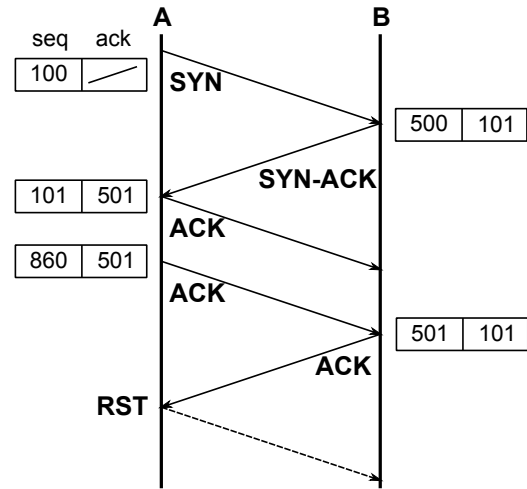 A B
seq ack
100
SYN
500 101
SYN-ACK
101 501
ACK
860 501
ACK
501 101
ACK
RST